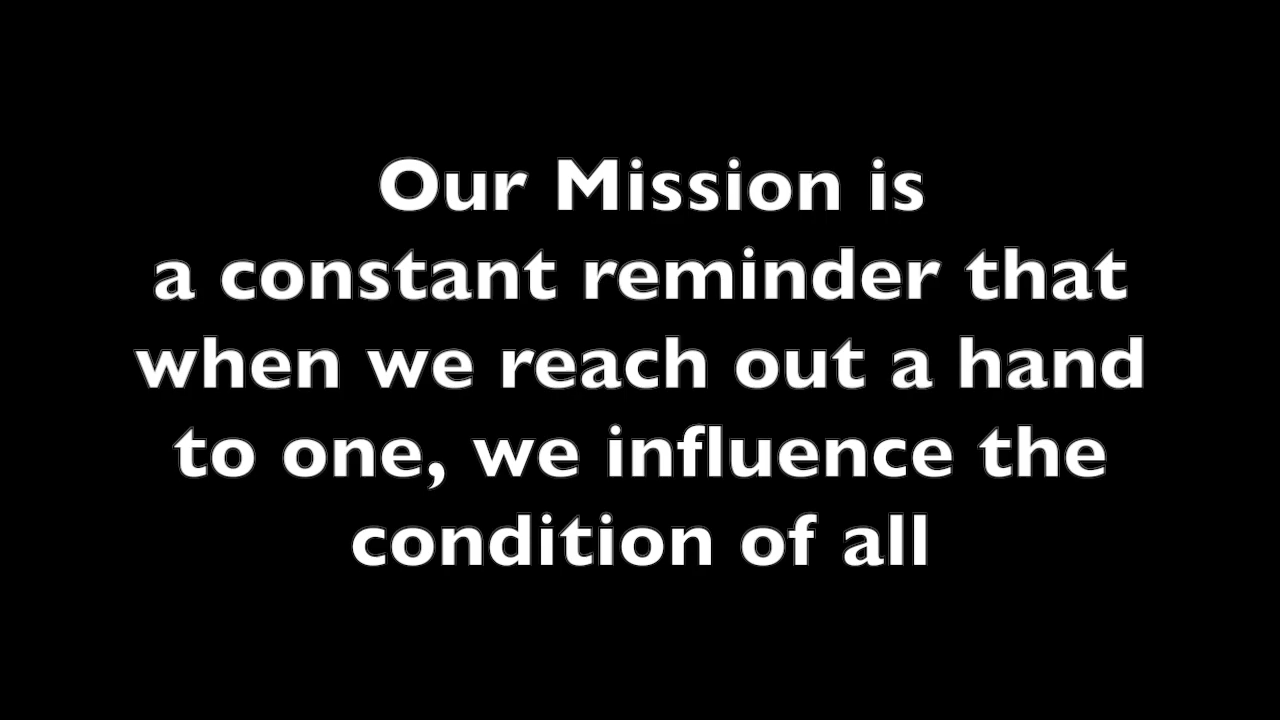 Our Mission is
a constant reminder that
when we reach out a hand
to one, we influence the
condition of all